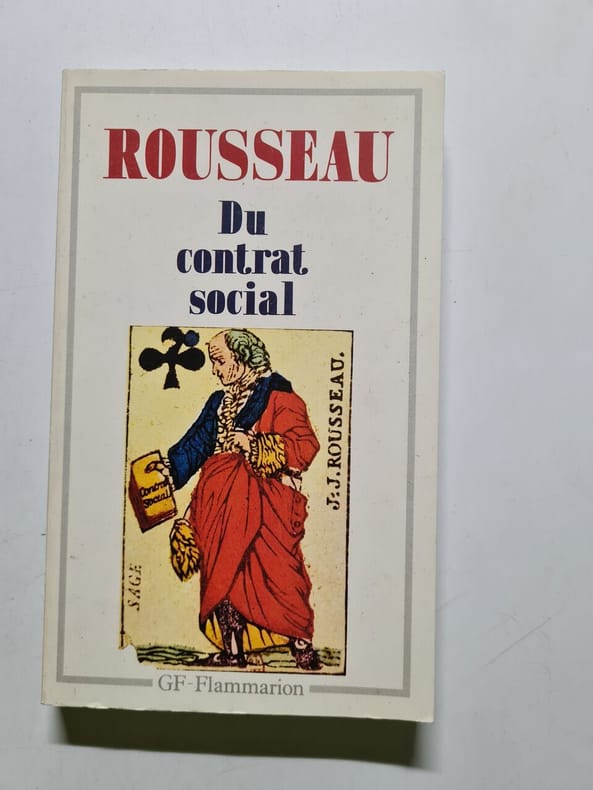 ROUSSEAU
Du
contrat
social
J.J.ROUSSEAU.
Contrat
Social
SAGE
GF-Flammarion